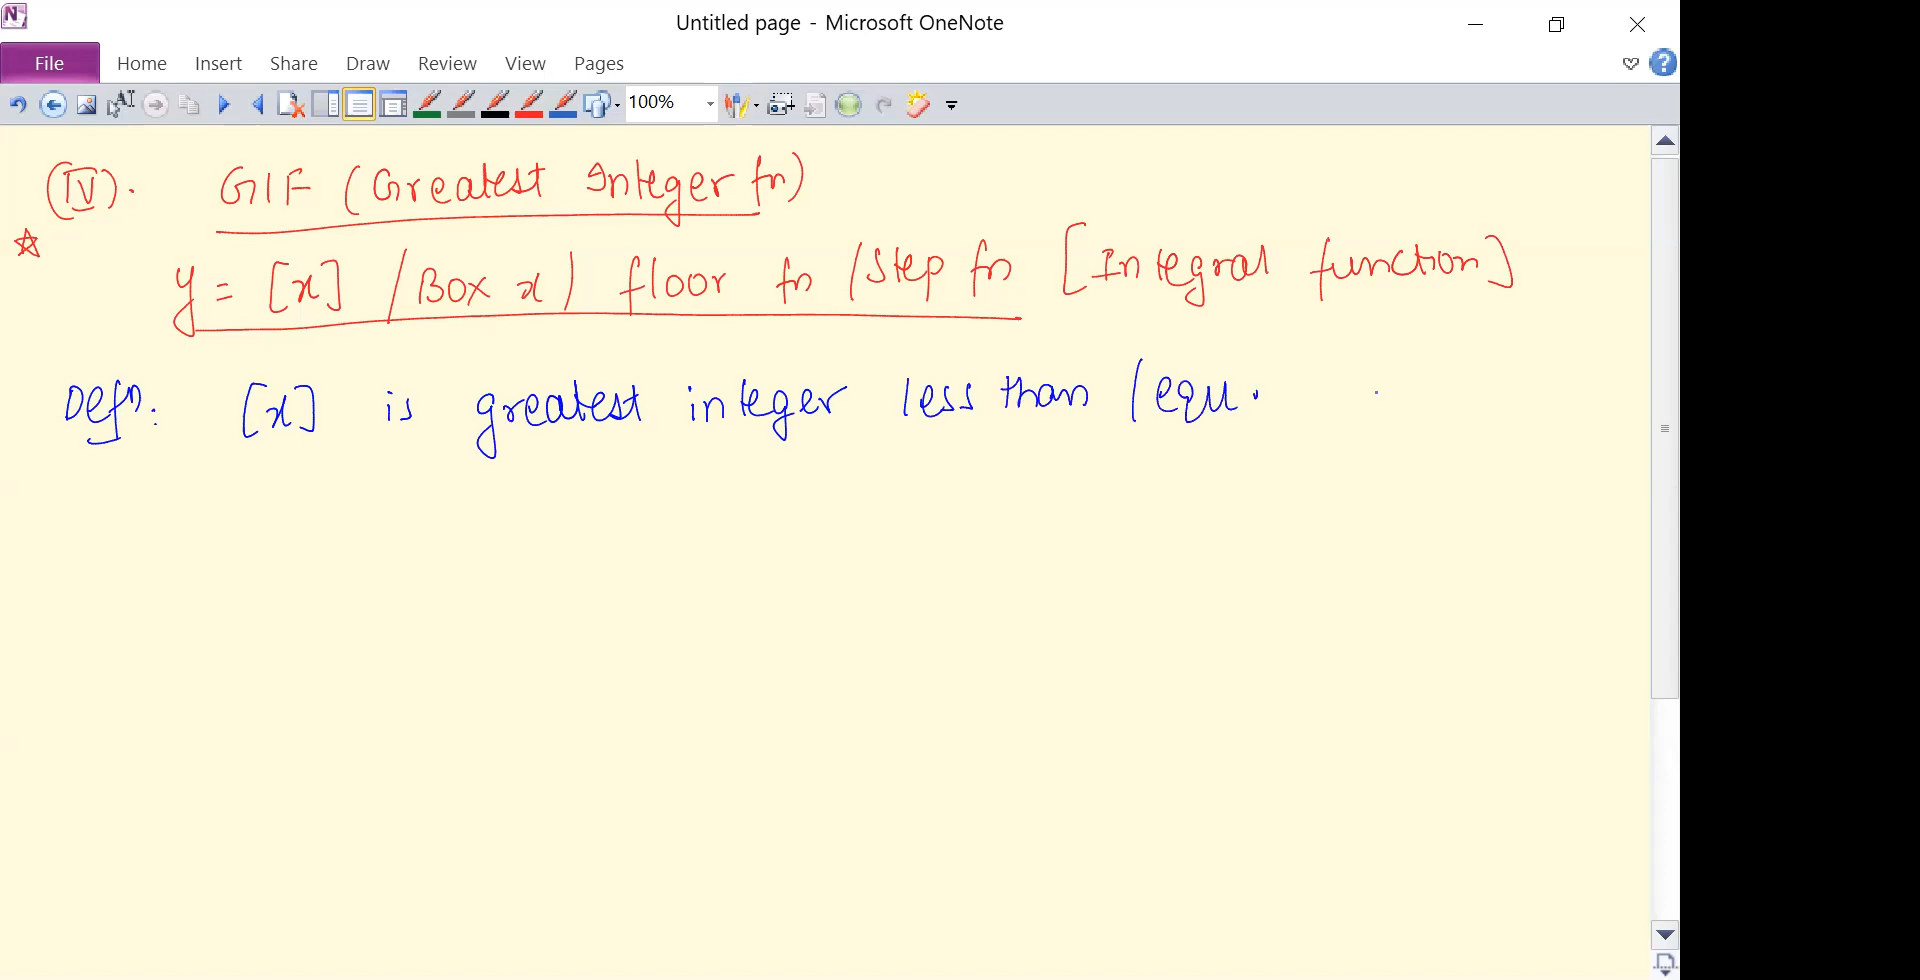 Untitled page - Microsoft OneNote
File Home Insert Share Draw Review View Pages
100%
(IV). GIF (Greatest Integer fn)
y = [x] / Box x) floor fn / Step fn [Integral function]
Defn: [x] is greatest integer less than / equ.